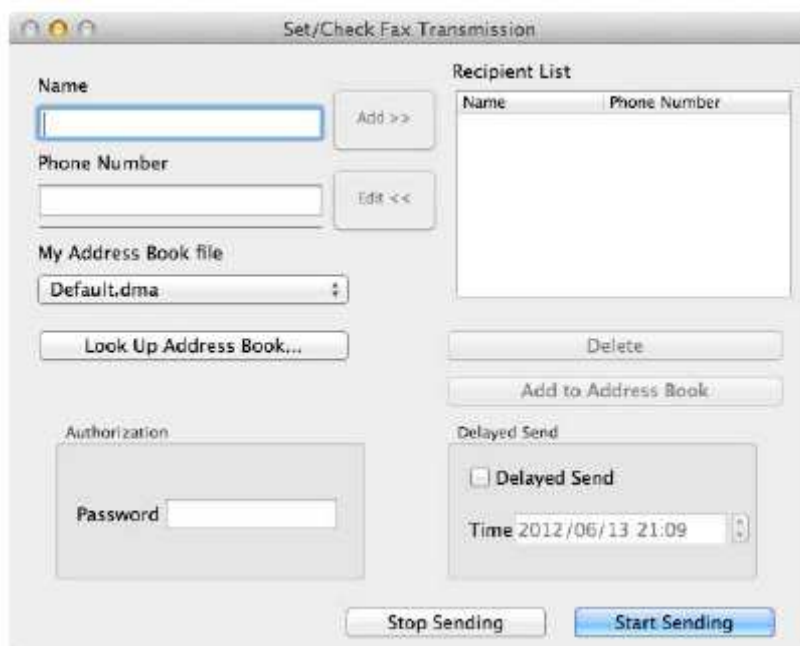 Set/Check Fax Transmission
Name
Add >>
Phone Number
Edit <<
My Address Book file
Default.dma
Look Up Address Book...
Recipient List
Name Phone Number
Delete
Add to Address Book
Authorization
Password
Delayed Send
Delayed Send
Time 2012/06/13 21:09
Stop Sending
Start Sending